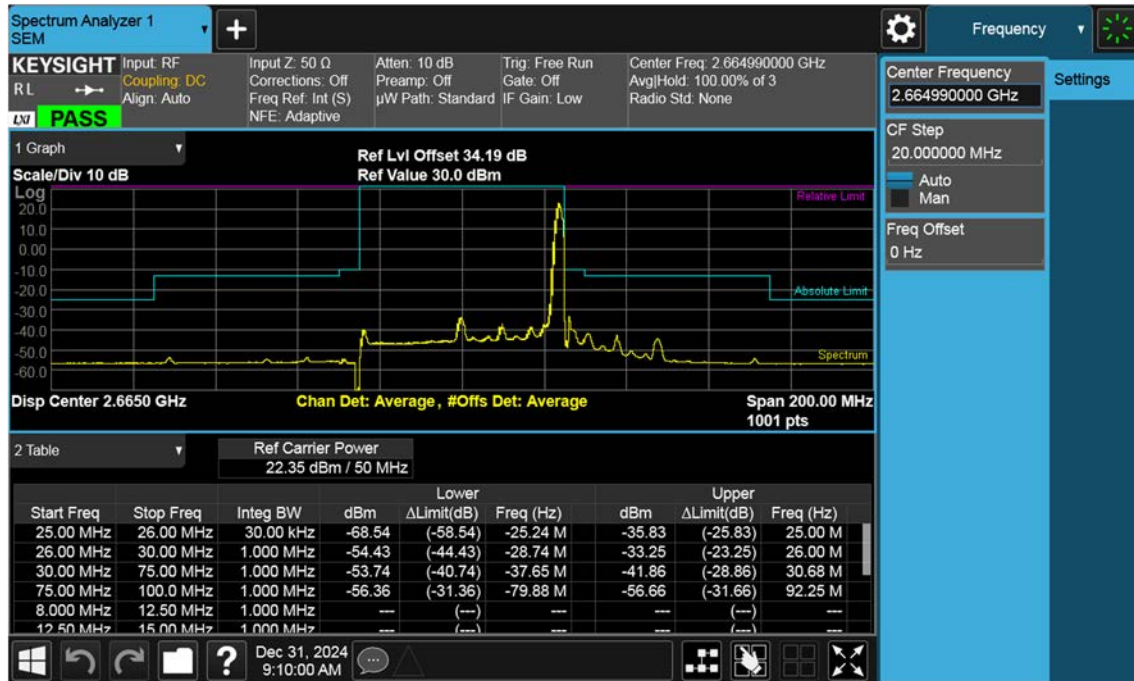 Spectrum Analyzer 1
SEM
+
Frequency
KEYSIGHT
R L
LXI
PASS
Input: RF
Coupling: DC
Align: Auto
Input Z: 50 Ω
Corrections: Off
Freq Ref: Int (S)
NFE: Adaptive
Atten: 10 dB
Preamp: Off
µW Path: Standard
Trig: Free Run
Gate: Off
IF Gain: Low
Center Freq: 2.664990000 GHz
Avg|Hold: 100.00% of 3
Radio Std: None
Center Frequency
2.664990000 GHz
Settings
CF Step
20.000000 MHz
Auto
Man
Freq Offset
0 Hz
1 Graph
Scale/Div 10 dB
Ref Lvl Offset 34.19 dB
Ref Value 30.0 dBm
Log
20.0
10.0
0.00
-10.0
-20.0
-30.0
-40.0
-50.0
-60.0
Relative Limit
Absolute Limit
Spectrum
Disp Center 2.6650 GHz
Chan Det: Average, #Offs Det: Average
Span 200.00 MHz
1001 pts
2 Table
Ref Carrier Power
22.35 dBm / 50 MHz
Lower Upper
Start Freq Stop Freq Integ BW dBm ΔLimit(dB) Freq (Hz) dBm ΔLimit(dB) Freq (Hz)
25.00 MHz 26.00 MHz 30.00 kHz -68.54 (-58.54) -25.24 M -35.83 (-25.83) 25.00 M
26.00 MHz 30.00 MHz 1.000 MHz -54.43 (-44.43) -28.74 M -33.25 (-23.25) 26.00 M
30.00 MHz 75.00 MHz 1.000 MHz -53.74 (-40.74) -37.65 M -41.86 (-28.86) 30.68 M
75.00 MHz 100.0 MHz 1.000 MHz -56.36 (-31.36) -79.88 M -56.66 (-31.66) 92.25 M
8.000 MHz 12.50 MHz 1.000 MHz --- (---) --- --- (---) ---
12.50 MHz 15.00 MHz 1.000 MHz --- (---) --- --- (---) ---
?
Dec 31, 2024
9:10:00 AM